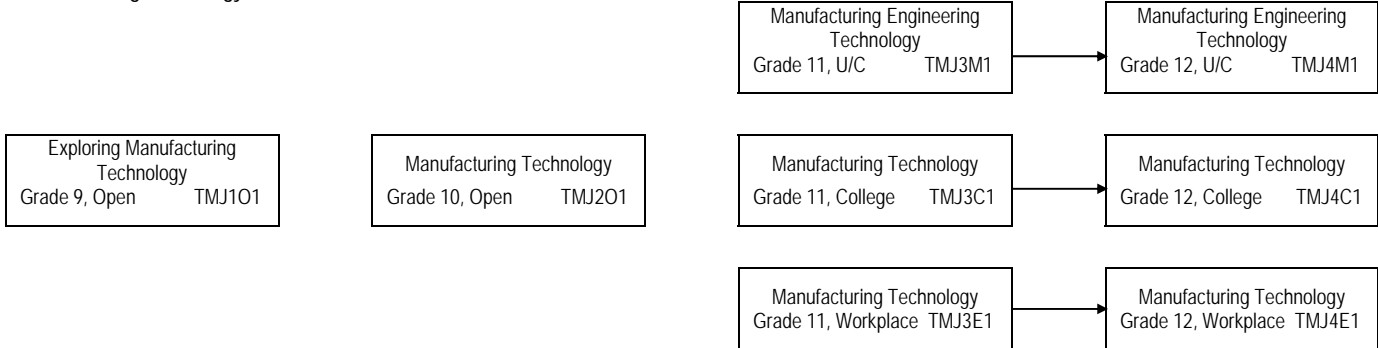 Manufacturing Engineering
Technology
Grade 11, U/C TMJ3M1
Manufacturing Engineering
Technology
Grade 12, U/C TMJ4M1
Exploring Manufacturing
Technology
Grade 9, Open TMJ1O1
Manufacturing Technology
Grade 10, Open TMJ2O1
Manufacturing Technology
Grade 11, College TMJ3C1
Manufacturing Technology
Grade 12, College TMJ4C1
Manufacturing Technology
Grade 11, Workplace TMJ3E1
Manufacturing Technology
Grade 12, Workplace TMJ4E1